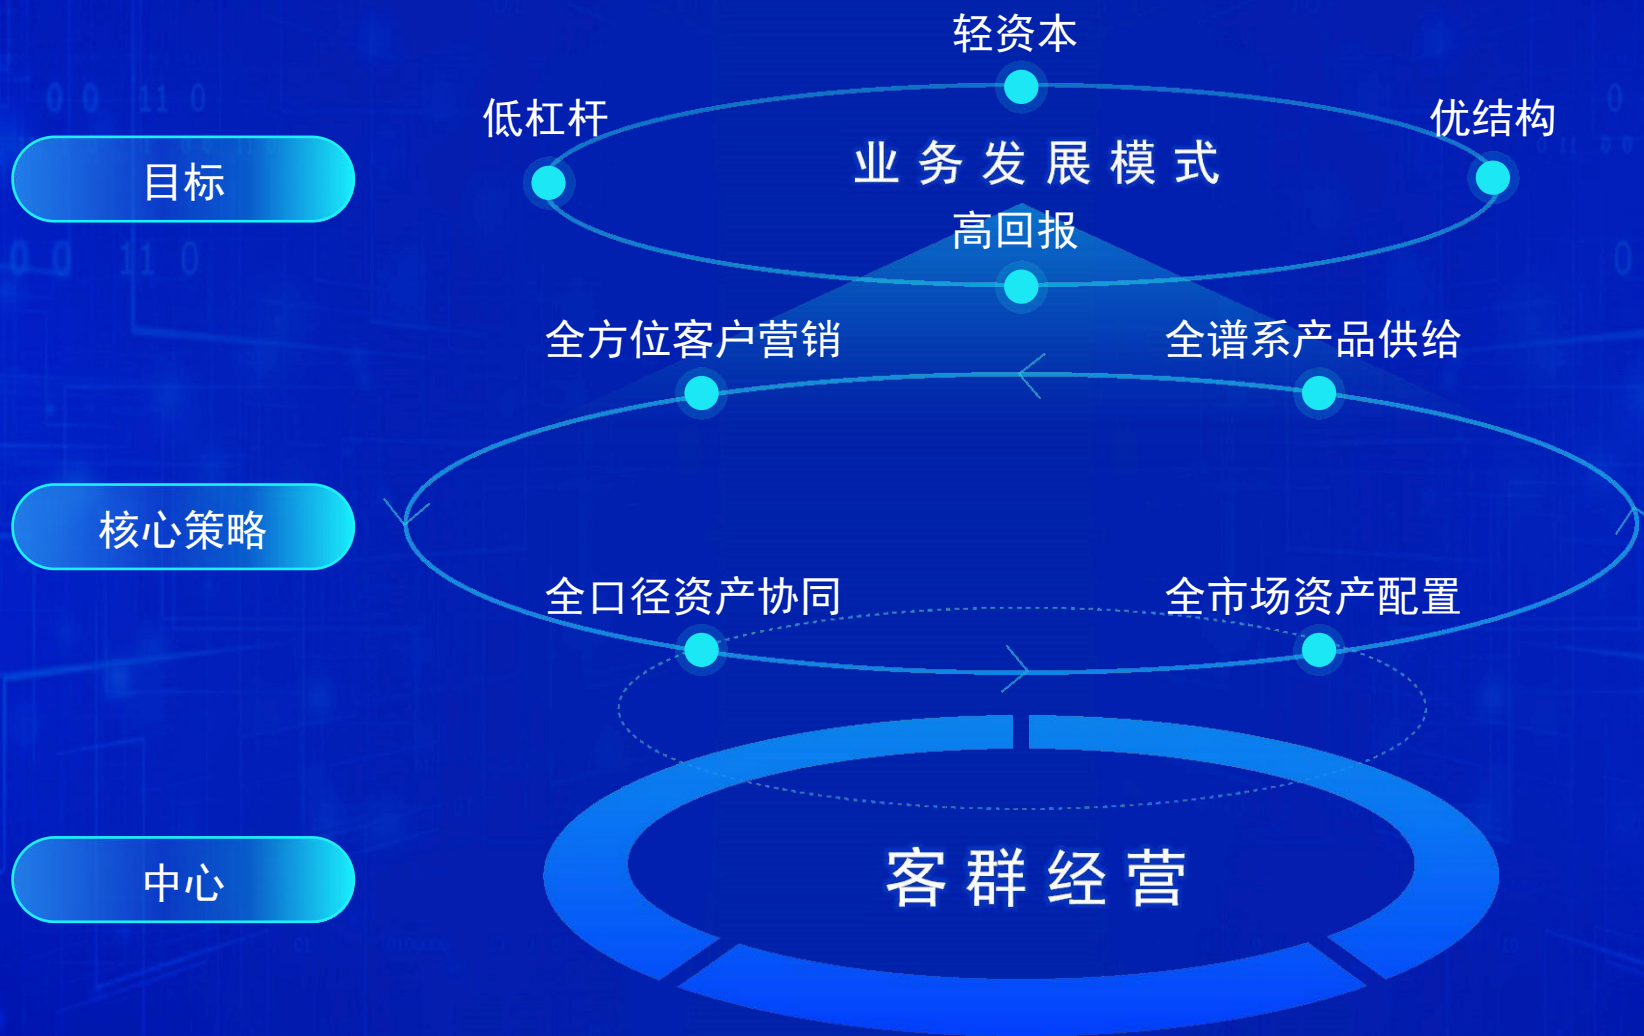 轻资本
低杠杆
优结构
目标
业务发展模式
高回报
全方位客户营销
全谱系产品供给
核心策略
全口径资产协同
全市场资产配置
中心
客群经营